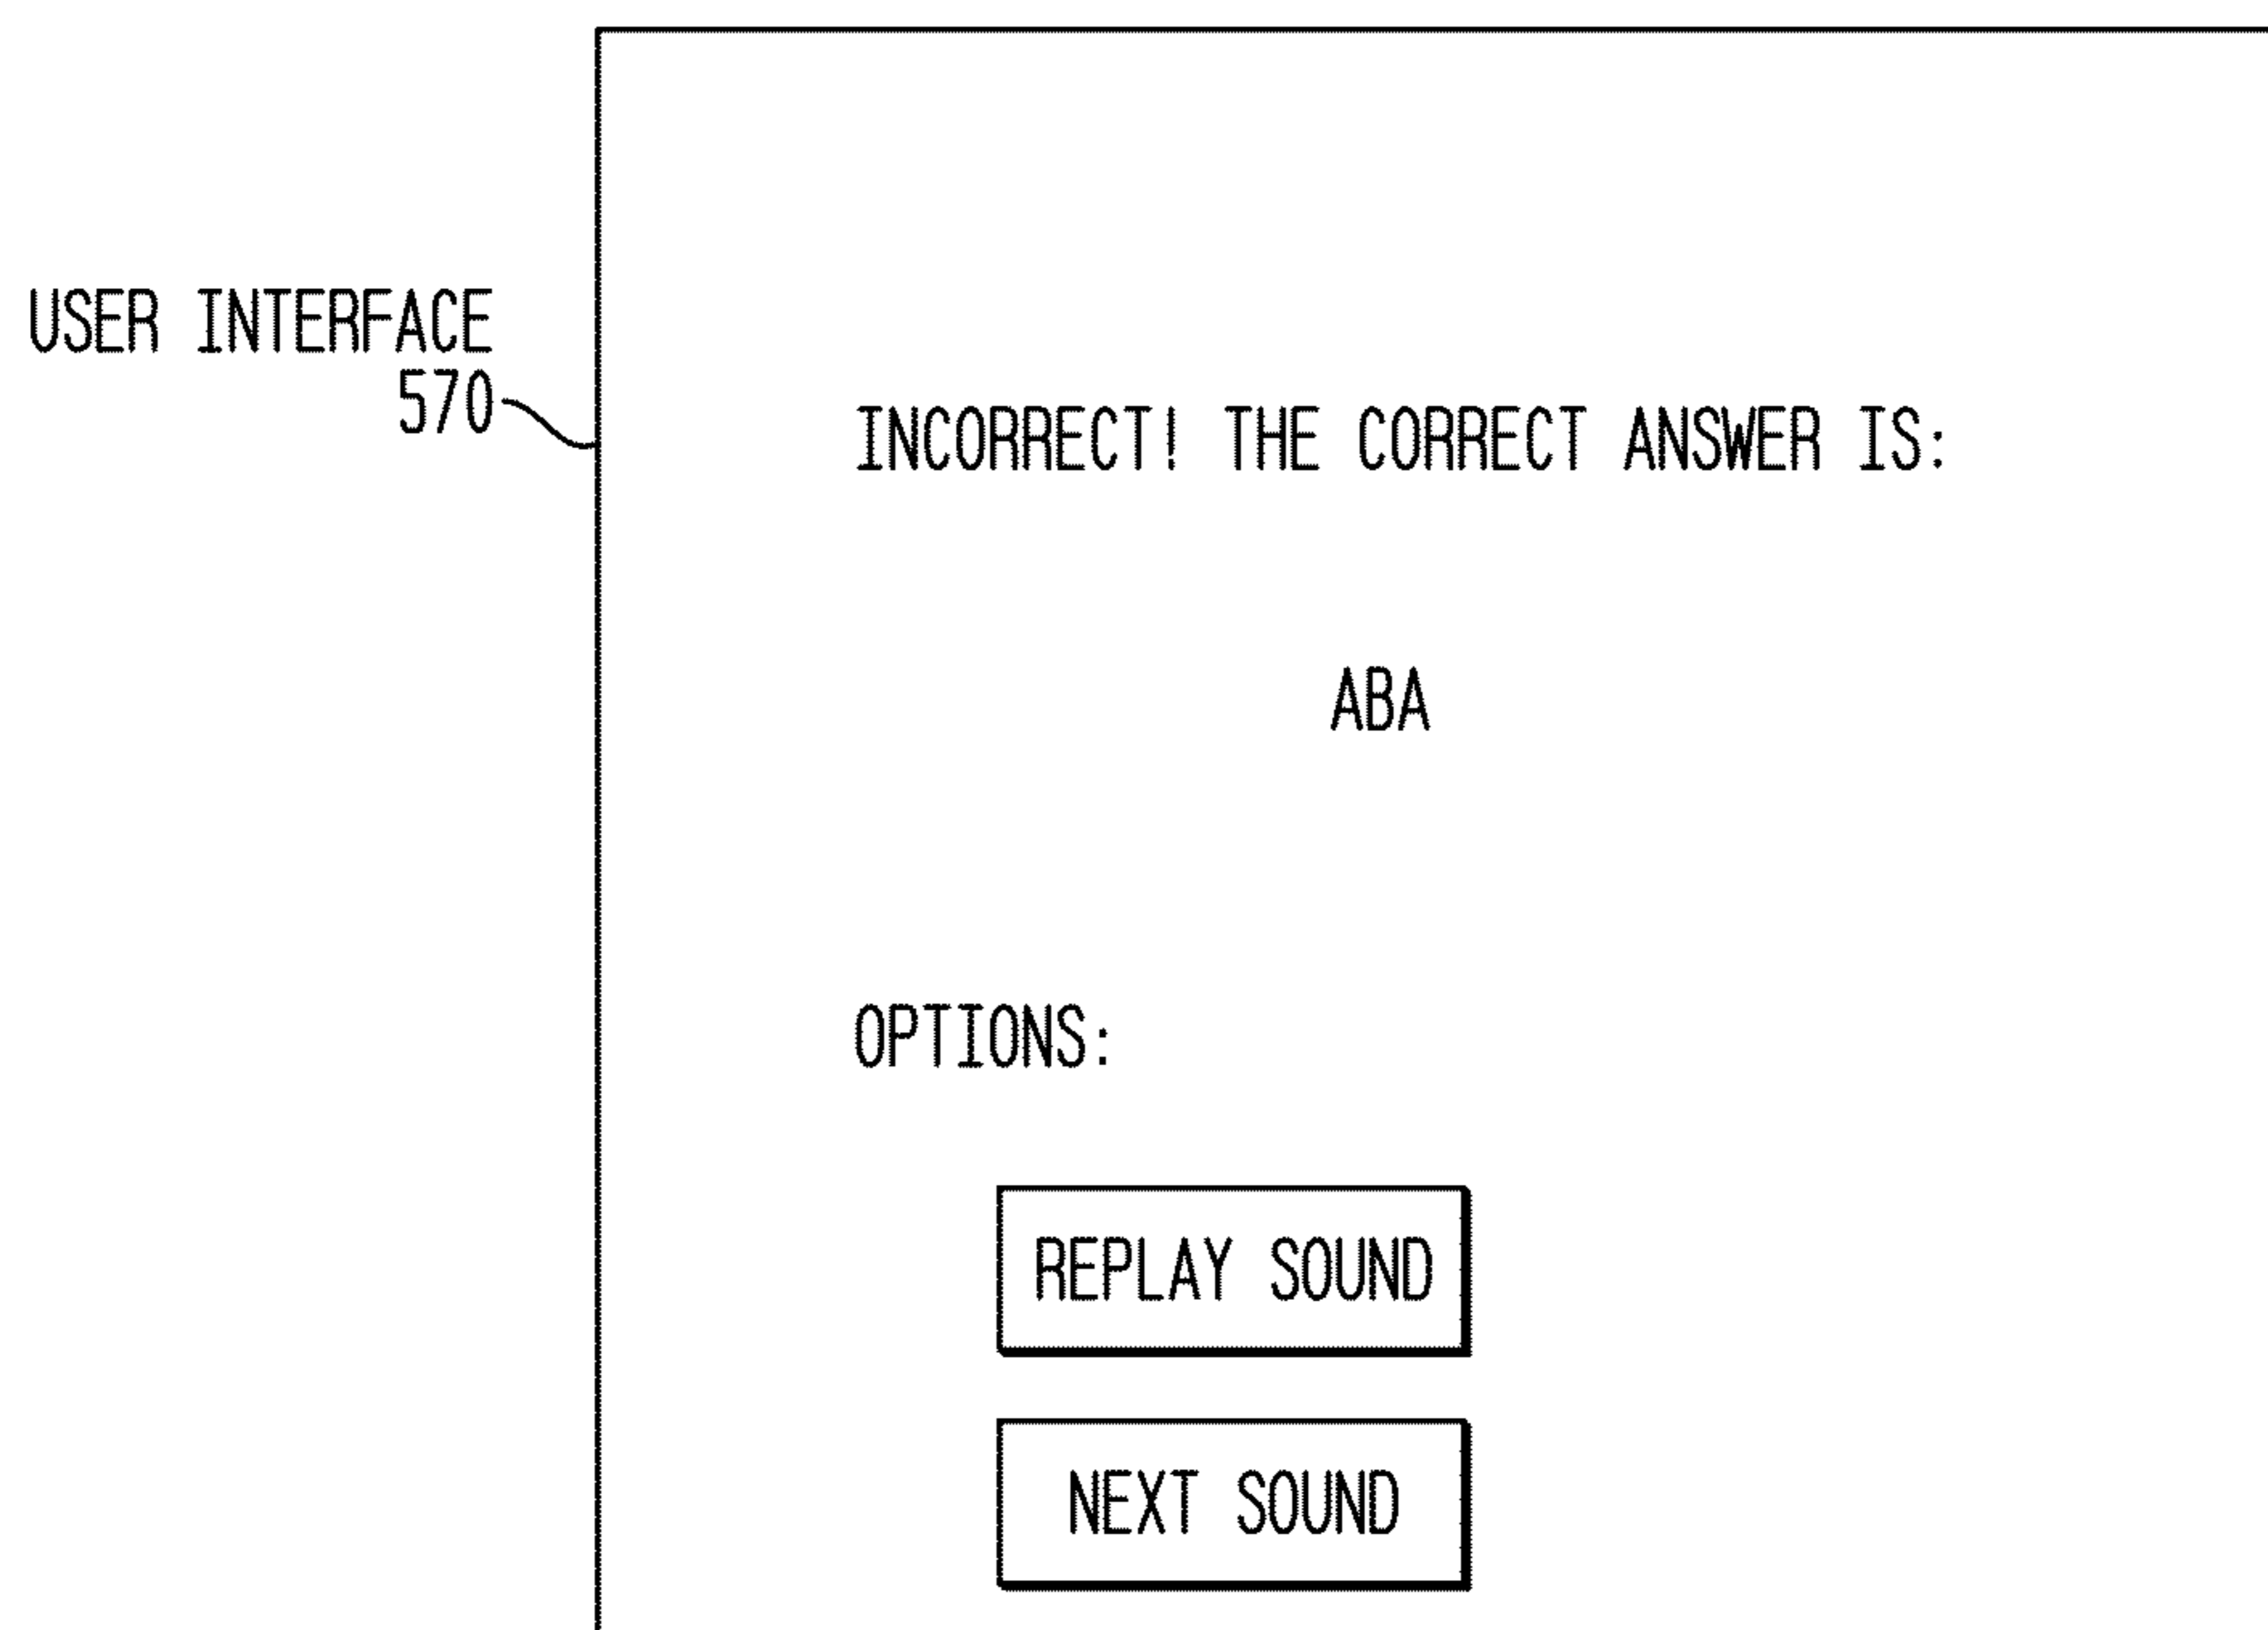 USER INTERFACE
570
INCORRECT! THE CORRECT ANSWER IS:
ABA
OPTIONS:
REPLAY SOUND
NEXT SOUND